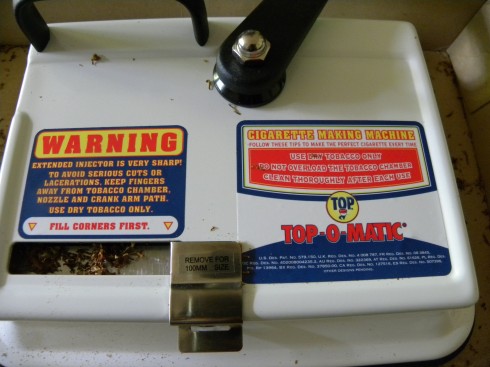 WARNING
EXTENDED INJECTOR IS VERY SHARP!
TO AVOID SERIOUS CUTS OR
LACERATIONS, KEEP FINGERS
AWAY FROM TOBACCO CHAMBER,
NOZZLE AND CRANK ARM PATH.
USE DRY TOBACCO ONLY.
FILL CORNERS FIRST.
CIGARETTE MAKING MACHINE
FOLLOW THESE TIPS TO MAKE THE PERFECT CIGARETTE EVERY TIME
USE DRY TOBACCO ONLY
DO NOT OVERLOAD THE TOBACCO CHAMBER
CLEAN THOROUGHLY AFTER EACH USE
TOP
TOP-O-MATIC
REMOVE FOR
100MM SIZE
OTHER DESIGNS PENDING.